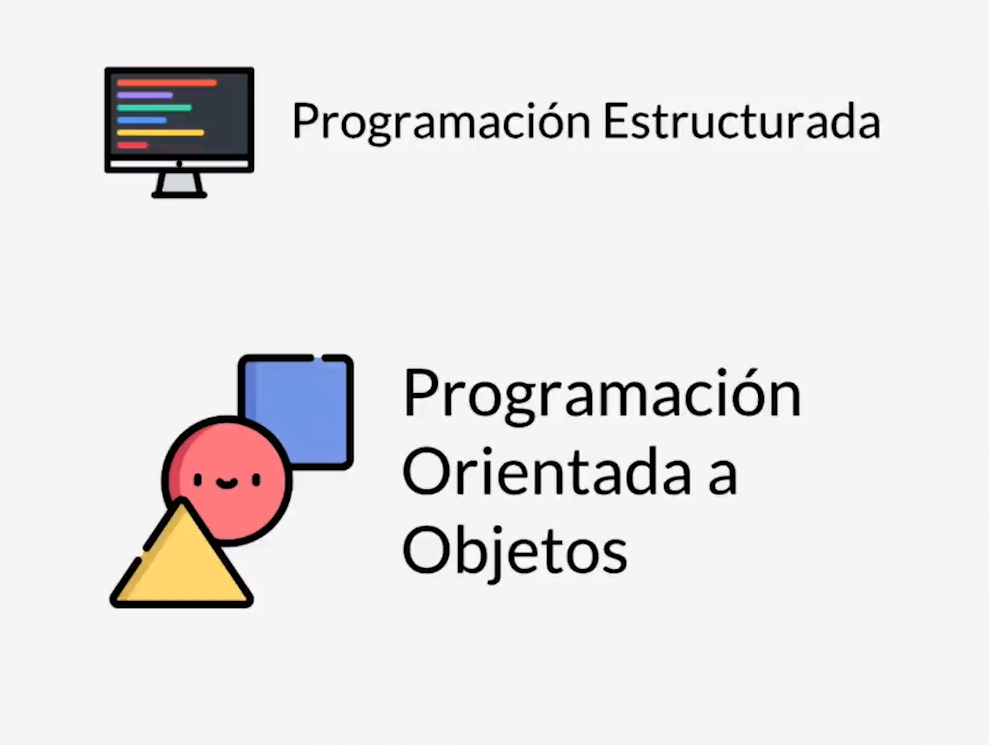 Programación Estructurada
Programación
Orientada a
Objetos